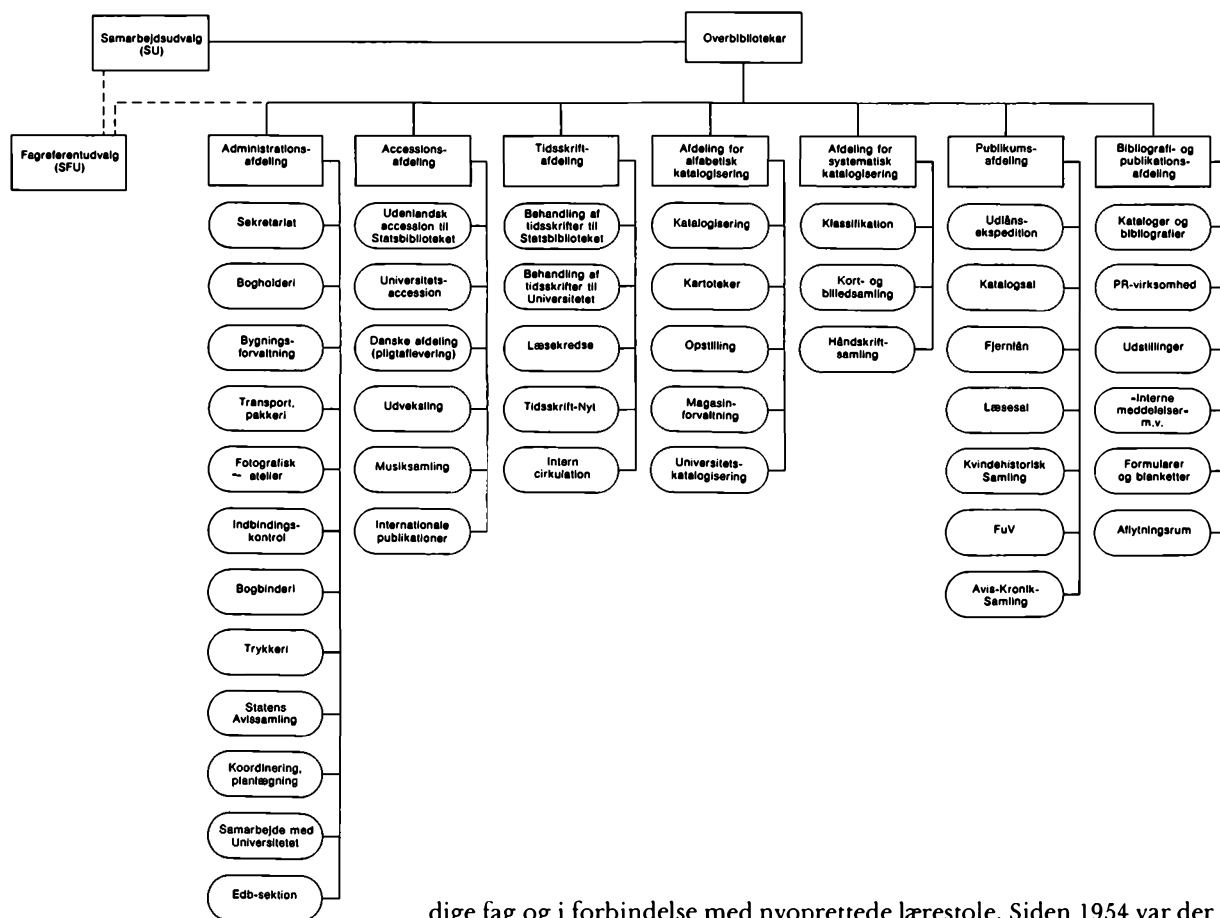 Samarbejdsudvalg
(SU)
Overbibliotekar
Fagreferentudvalg
(SFU)
Administrations-
afdeling
Sekretariat
Bogholderi
Bygnings-
forvaltning
Transport,
pakkeri
Fotografisk
atelier
Indbindings-
kontrol
Bogbinderi
Trykkeri
Statens
Avissamling
Koordinering,
planlægning
Samarbejde med
Universitetet
Edb-sektion
Accessions-
afdeling
Udenlandsk
accession til
Statsbiblioteket
Universitets-
accession
Danske afdeling
(pligtaflevering)
Udveksling
Musiksamling
Internationale
publikationer
Tidsskrift-
afdeling
Behandling af
tidsskrifter til
Statsbiblioteket
Behandling af
tidsskrifter til
Universitetet
Læsekredse
Tidsskrift-Nyt
Intern
cirkulation
Afdeling for
alfabetisk
katalogisering
Katalogisering
Kartoteker
Opstilling
Magasin-
forvaltning
Universitets-
katalogisering
Afdeling for
systematisk
katalogisering
Klassifikation
Kort- og
billedsamling
Håndskrift-
samling
Publikums-
afdeling
Udlåns-
ekspedition
Katalogsal
Fjernlån
Læsesal
Kvindehistorisk
Samling
FuV
Avis-Kronik-
Samling
Bibliografi- og
publikations-
afdeling
Kataloger og
bibliografier
PR-virksomhed
Udstillinger
-Interne
meddelelser-
m.v.
Formularer
og blanketter
Aflytningsrum
dige fag og i forbindelse med nyoprettede lærestole. Siden 1954 var der